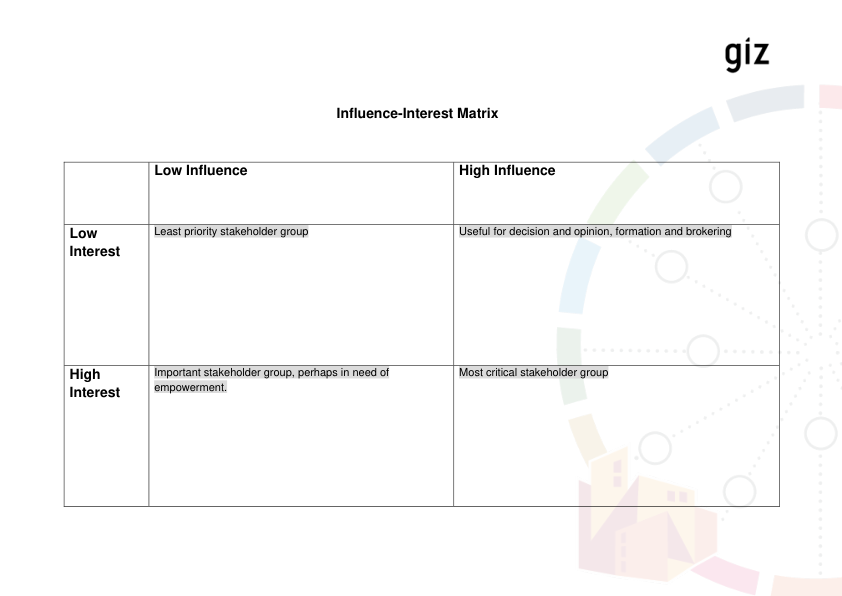 giz
Influence-Interest Matrix
Low Influence
High Influence
Low
Interest
Least priority stakeholder group
Useful for decision and opinion, formation and brokering
High
Interest
Important stakeholder group, perhaps in need of
empowerment.
Most critical stakeholder group